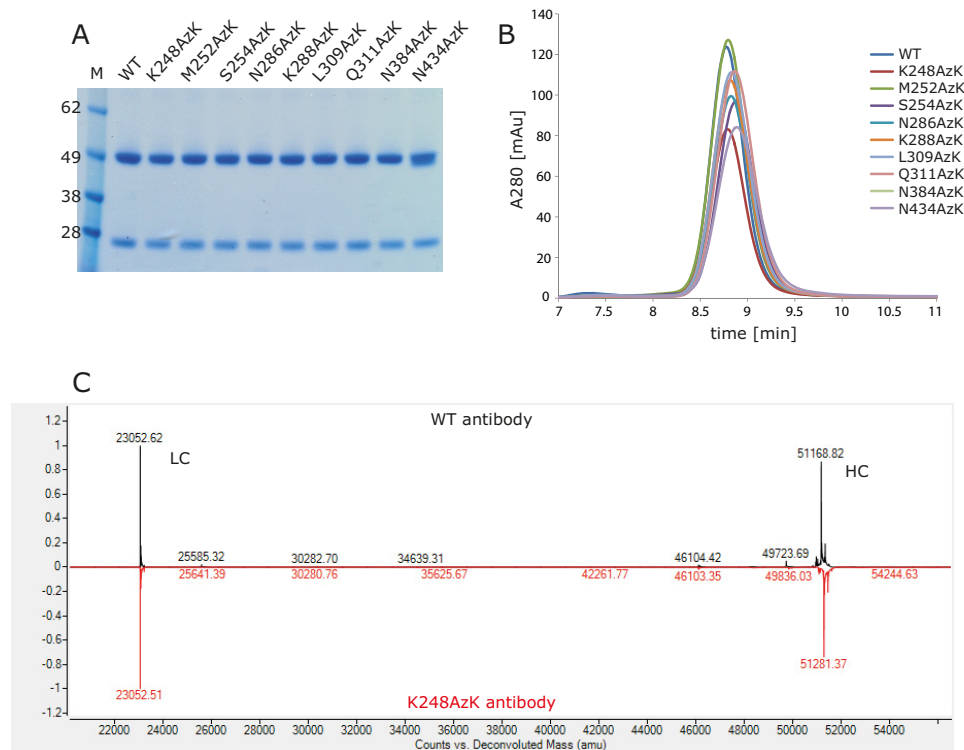 A
M WT K248AzK M252AzK S254AzK N286AzK K288AzK L309AzK Q311AzK N384AzK N434AzK
62
49
38
28
B
A280 [mAu]
140
120
100
80
60
40
20
0
7 7.5 8 8.5 9 9.5 10 10.5 11
time [min]
WT
K248AzK
M252AzK
S254AzK
N286AzK
K288AzK
L309AzK
Q311AzK
N384AzK
N434AzK
C
WT antibody
1.2
1
0.8
0.6
0.4
0.2
0
-0.2
-0.4
-0.6
-0.8
-1
-1.2
23052.62
LC
51168.82
HC
25585.32 30282.70 34639.31 46104.42 49723.69
25641.39 30280.76 35625.67 42261.77 46103.35 49836.03 54244.63
51281.37
23052.51
K248AzK antibody
22000 24000 26000 28000 30000 32000 34000 36000 38000 40000 42000 44000 46000 48000 50000 52000 54000 56000
Counts vs. Deconvoluted Mass (amu)